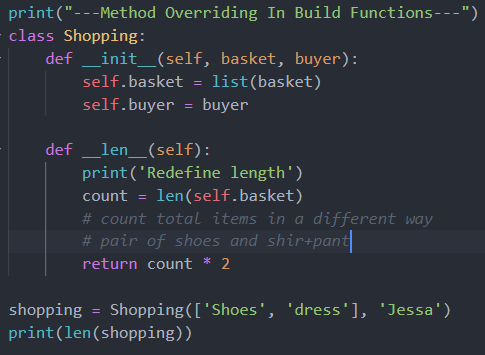 print("---Method Overriding In Build Functions---")
class Shopping:
    def __init__(self, basket, buyer):
        self.basket = list(basket)
        self.buyer = buyer

    def __len__(self):
        print('Redefine length')
        count = len(self.basket)
        # count total items in a different way
        # pair of shoes and shir+pant
        return count * 2

shopping = Shopping(['Shoes', 'dress'], 'Jessa')
print(len(shopping))